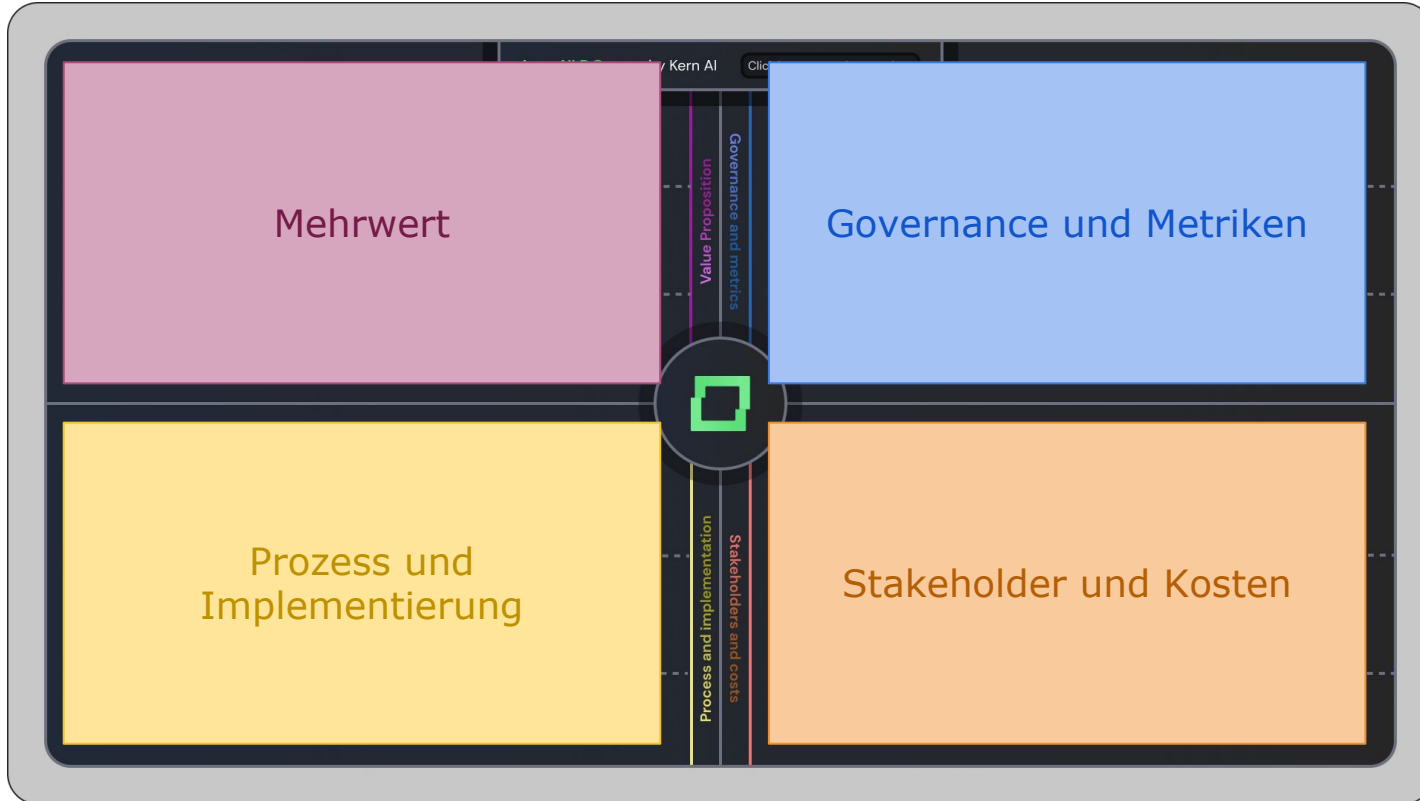 by Kern AI
Mehrwert
Value Proposition
Governance and metrics
Governance und Metriken
Prozess und
Implementierung
Process and implementation
Stakeholders and costs
Stakeholder und Kosten